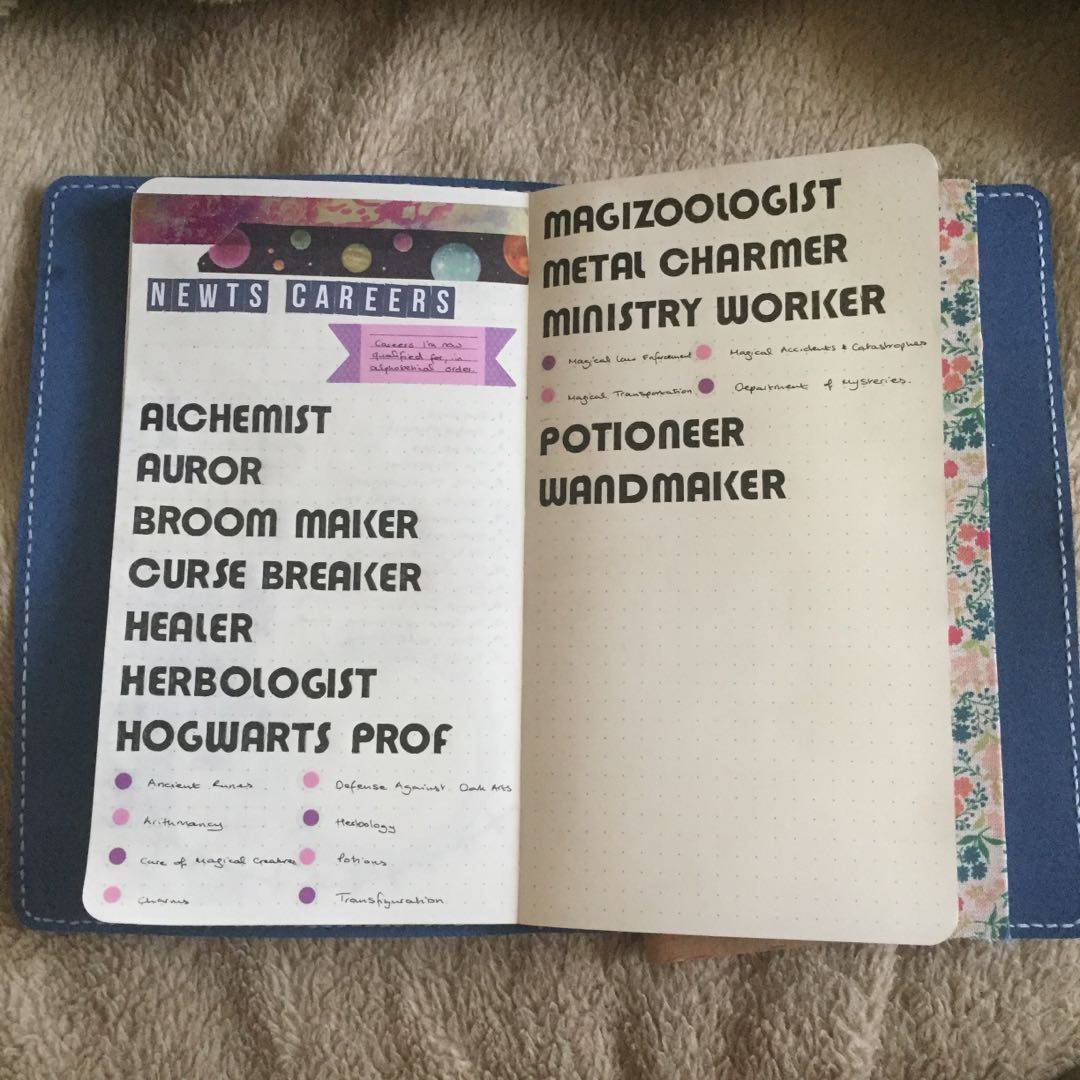 NEWTS CAREERS
Careers I'm now
qualified for, in
alphabetical order.
ALCHEMIST
AUROR
BROOM MAKER
CURSE BREAKER
HEALER
HERBOLOGIST
HOGWARTS PROF
Ancient Runes Defense Against Dark Arts
Arithmancy Herbology
Care of Magical Creatures Potions
Charms Transfiguration
MAGIZOOLOGIST
METAL CHARMER
MINISTRY WORKER
Magical Law Enforcement Magical Accidents & Catastrophes
Magical Transportation Department of Mysteries.
POTIONEER
WANDMAKER